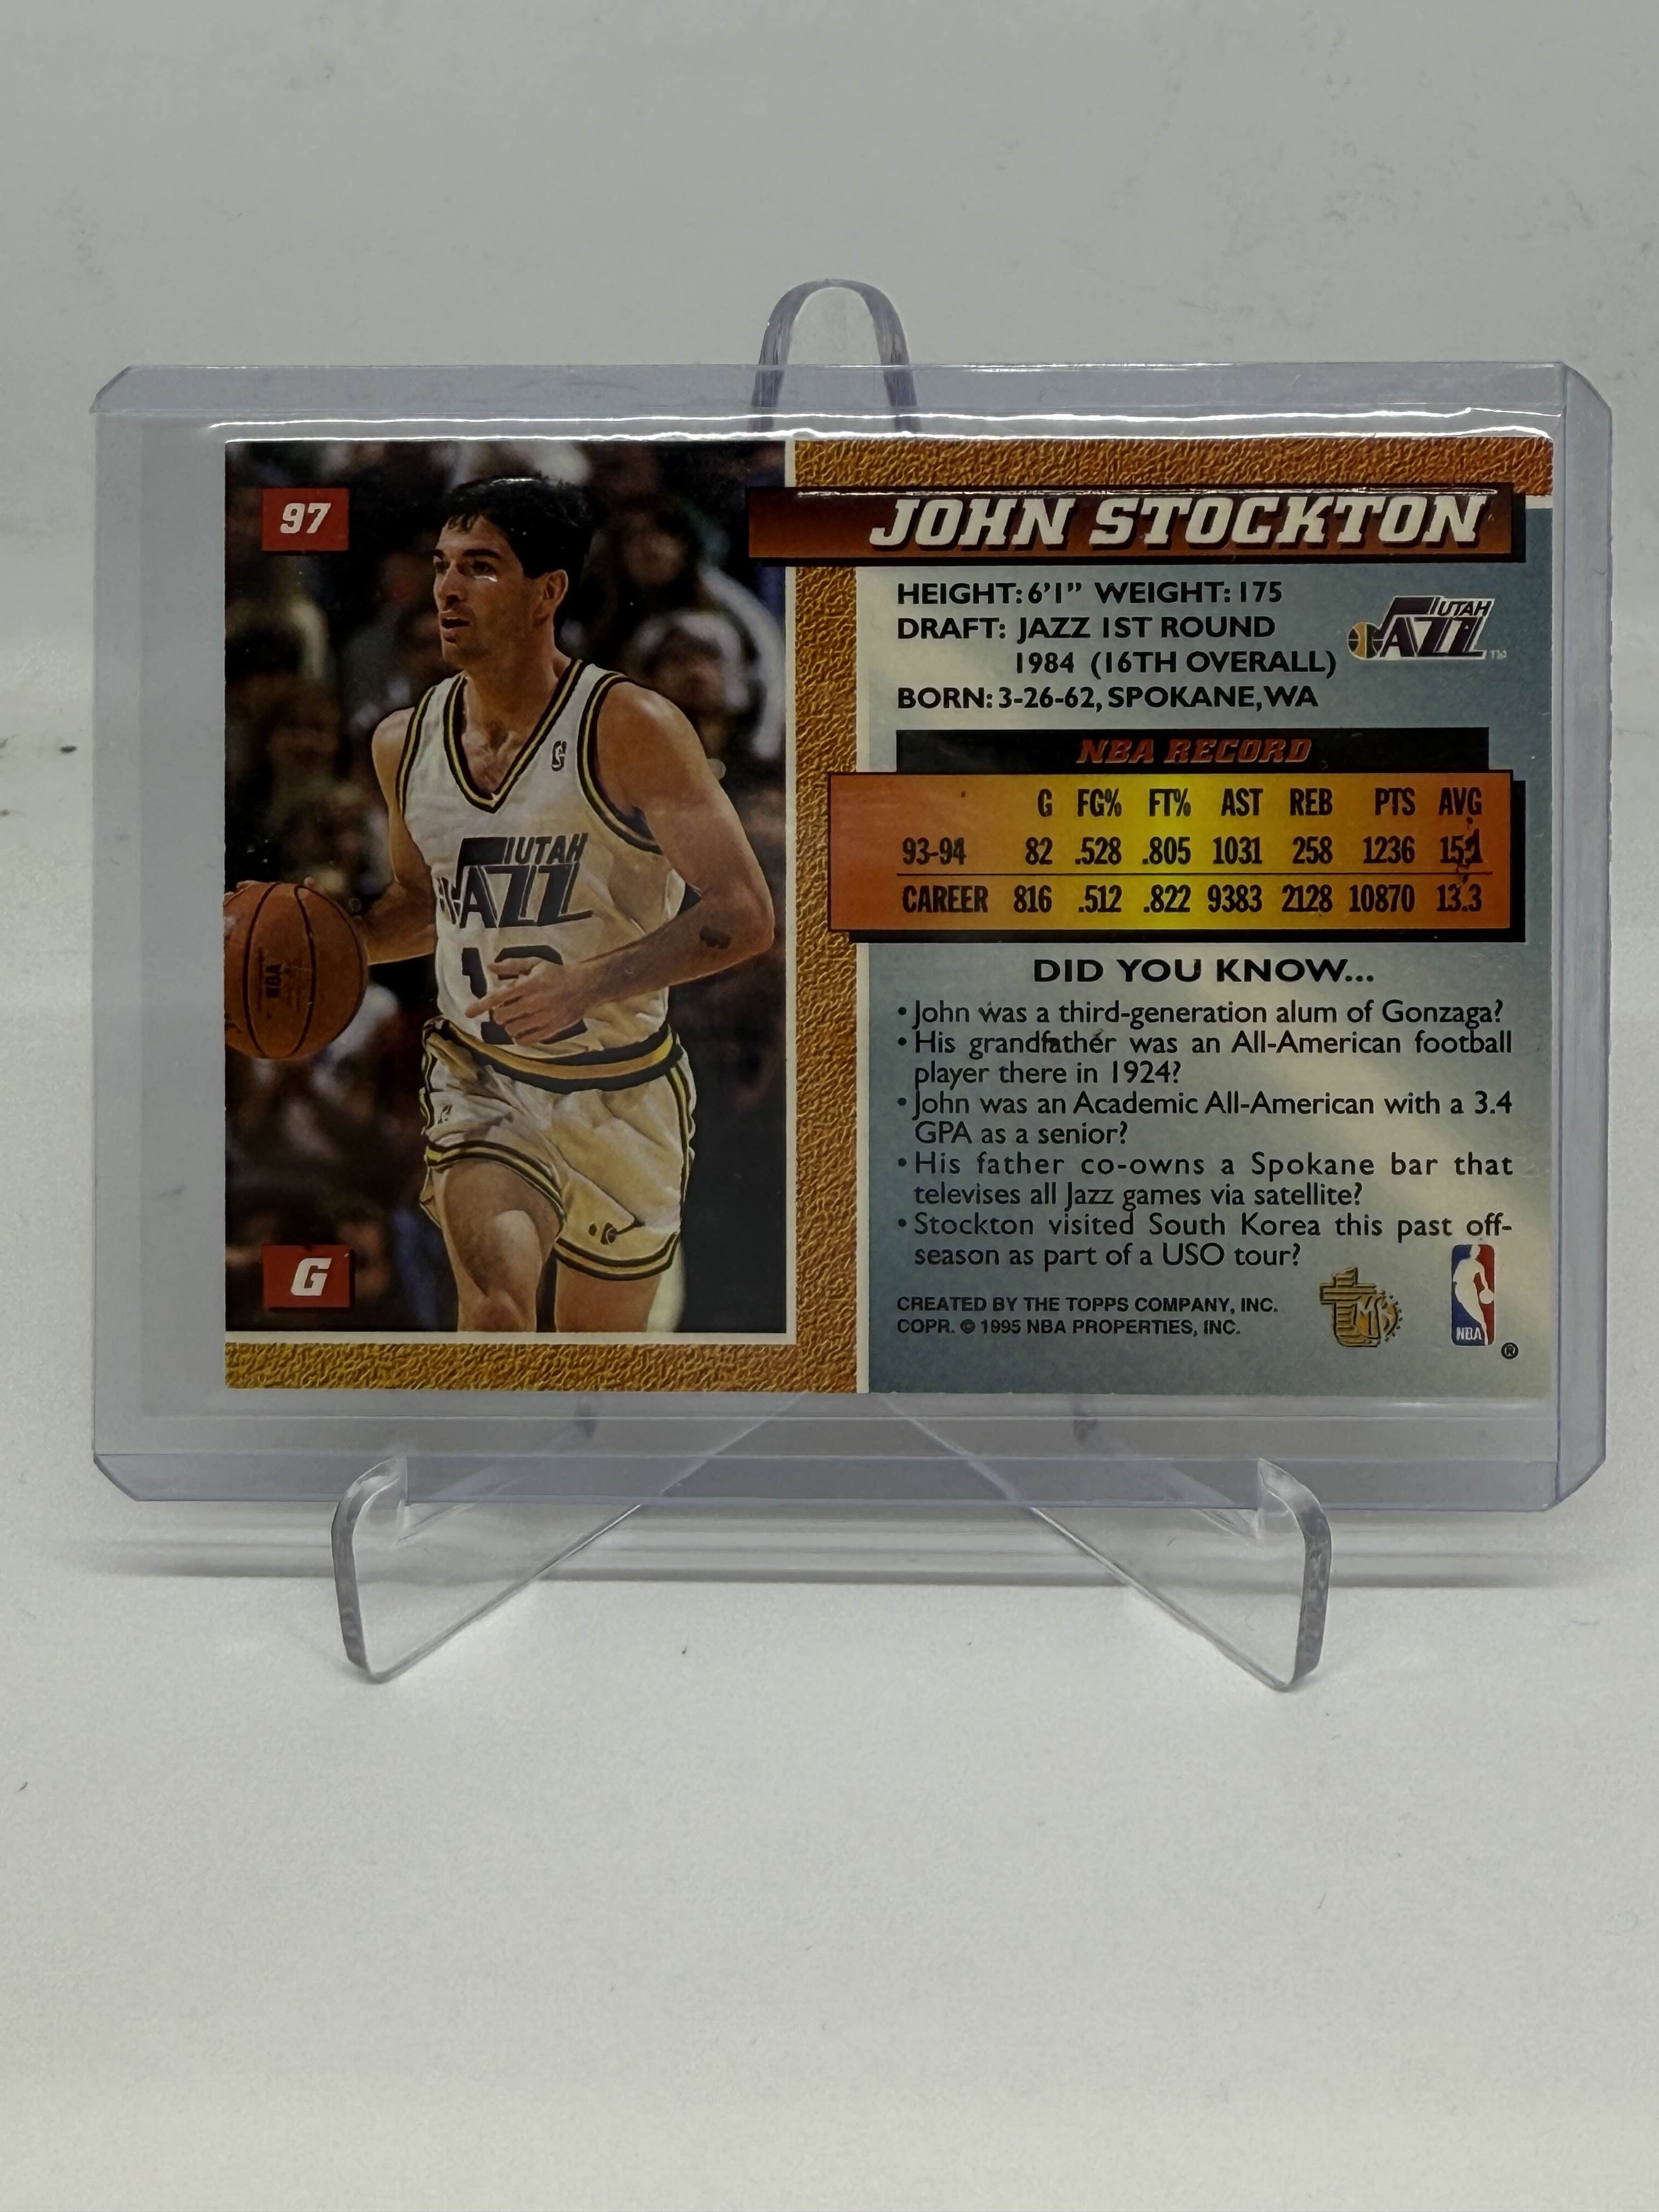 97
JOHN STOCKTON
HEIGHT: 6'1" WEIGHT: 175
DRAFT: JAZZ 1ST ROUND
1984 (16TH OVERALL)
BORN: 3-26-62, SPOKANE, WA
UTAH
JAZZ
TM
NBA RECORD
G FG% FT% AST REB PTS AVG
93-94 82 .528 .805 1031 258 1236 15.1
CAREER 816 .512 .822 9383 2128 10870 13.3
DID YOU KNOW...
• John was a third-generation alum of Gonzaga?
• His grandfather was an All-American football
player there in 1924?
• John was an Academic All-American with a 3.4
GPA as a senior?
• His father co-owns a Spokane bar that
televises all Jazz games via satellite?
• Stockton visited South Korea this past off-
season as part of a USO tour?
CREATED BY THE TOPPS COMPANY, INC.
COPR. © 1995 NBA PROPERTIES, INC.
TMB
NBA
®
UTAH
JAZZ
12
NBA
G